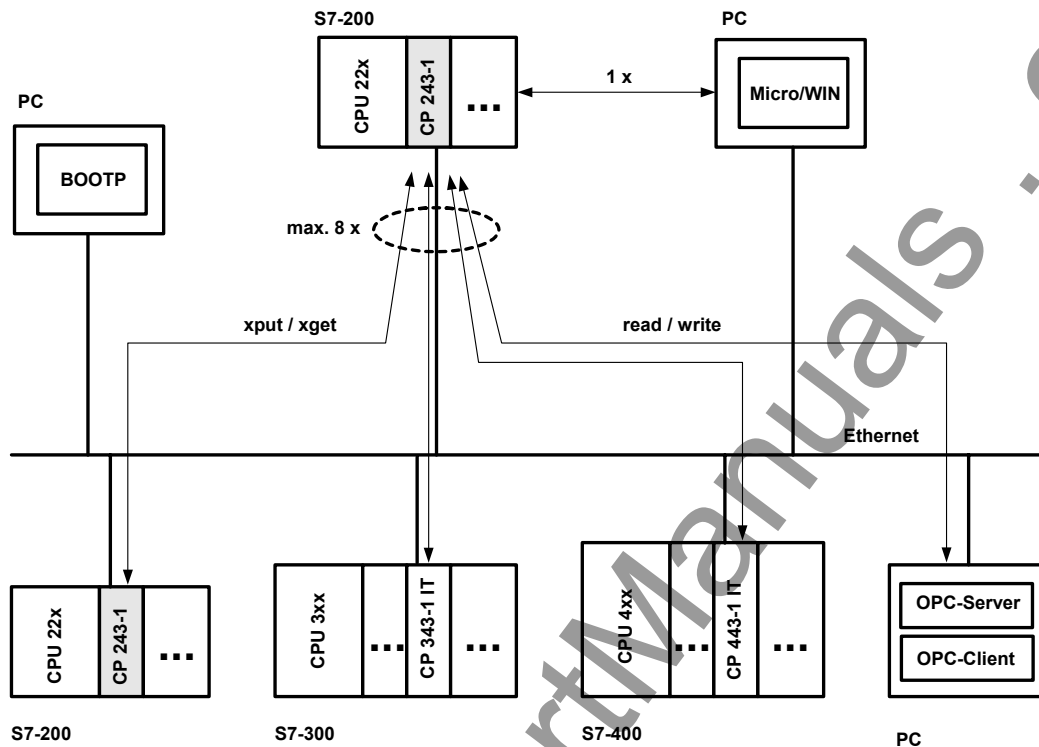 S7-200
PC
CPU 22x
CP 243-1
...
1 x
Micro/WIN
PC
BOOTP
max. 8 x
xput / xget
read / write
Ethernet
CPU 22x
CP 243-1
...
CPU 3xx
...
CP 343-1 IT
...
CPU 4xx
...
CP 443-1 IT
...
OPC-Server
OPC-Client
S7-200
S7-300
S7-400
PC